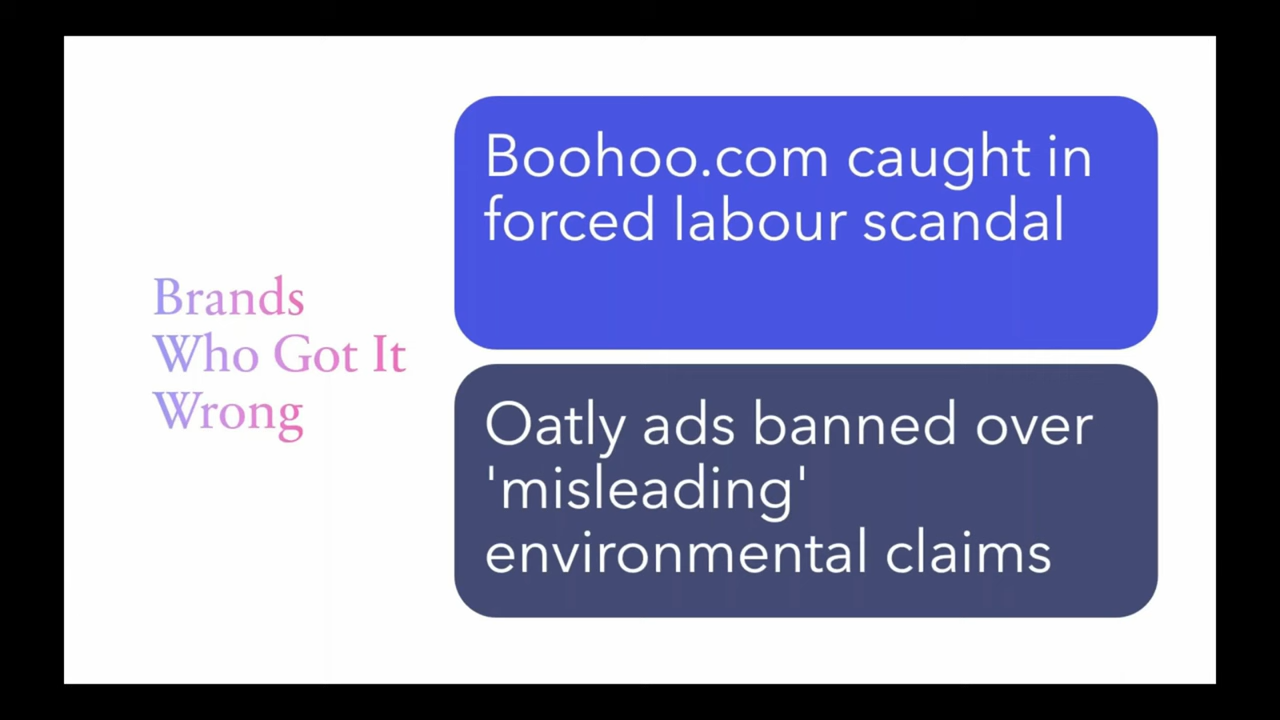 Brands
Who Got It
Wrong
Boohoo.com caught in
forced labour scandal
Oatly ads banned over
'misleading'
environmental claims